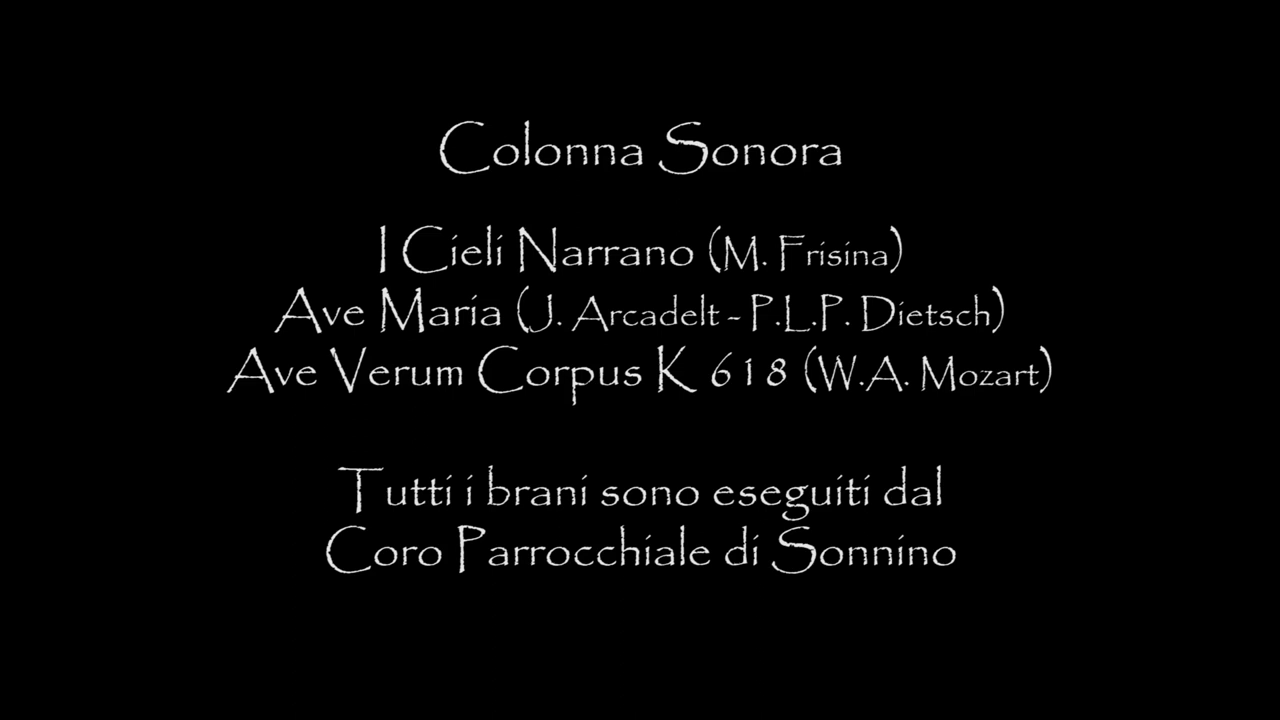 Colonna Sonora
I Cieli Narrano (M. Frisina)
Ave Maria (J. Arcadelt - P.L.P. Dietsch)
Ave Verum Corpus K 618 (W.A. Mozart)
Tutti i brani sono eseguiti dal
Coro Parrocchiale di Sonnino